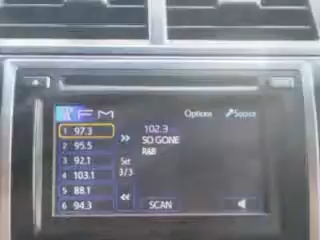 FM
Options
Source
1 97.3
2 95.5
3 92.1
4 103.1
5 88.1
6 94.3
>>
Set
3/3
<<
102.3
SO GONE
R&B
SCAN